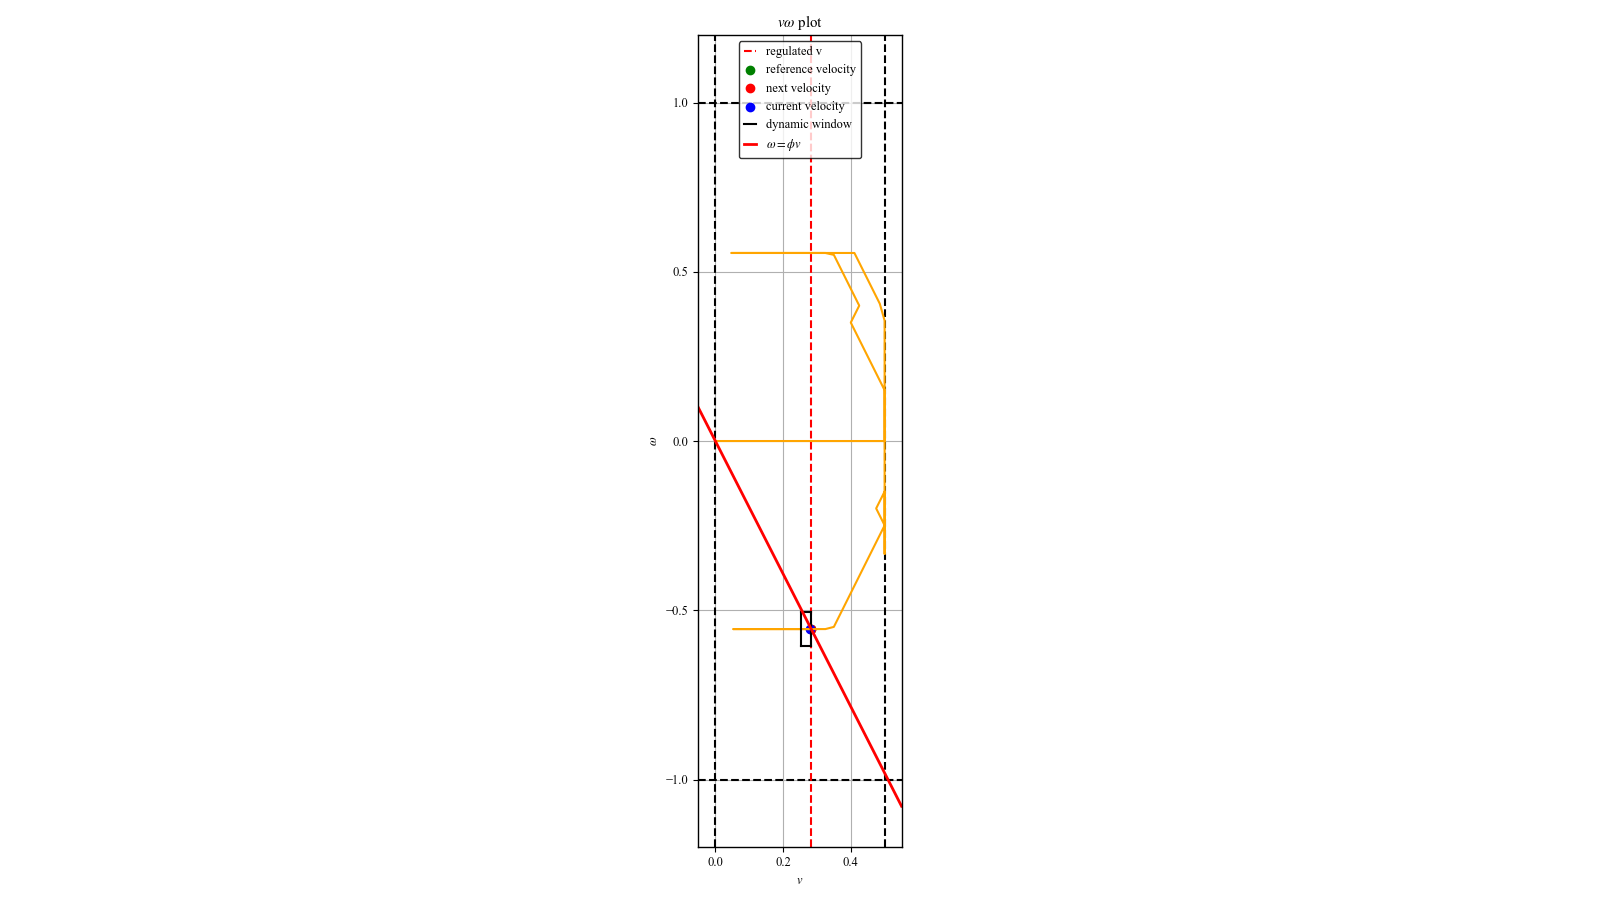 vω plot
regulated v
reference velocity
next velocity
current velocity
dynamic window
ω = ϕv
1.0
0.5
0.0
−0.5
−1.0
ω
0.0 0.2 0.4
v